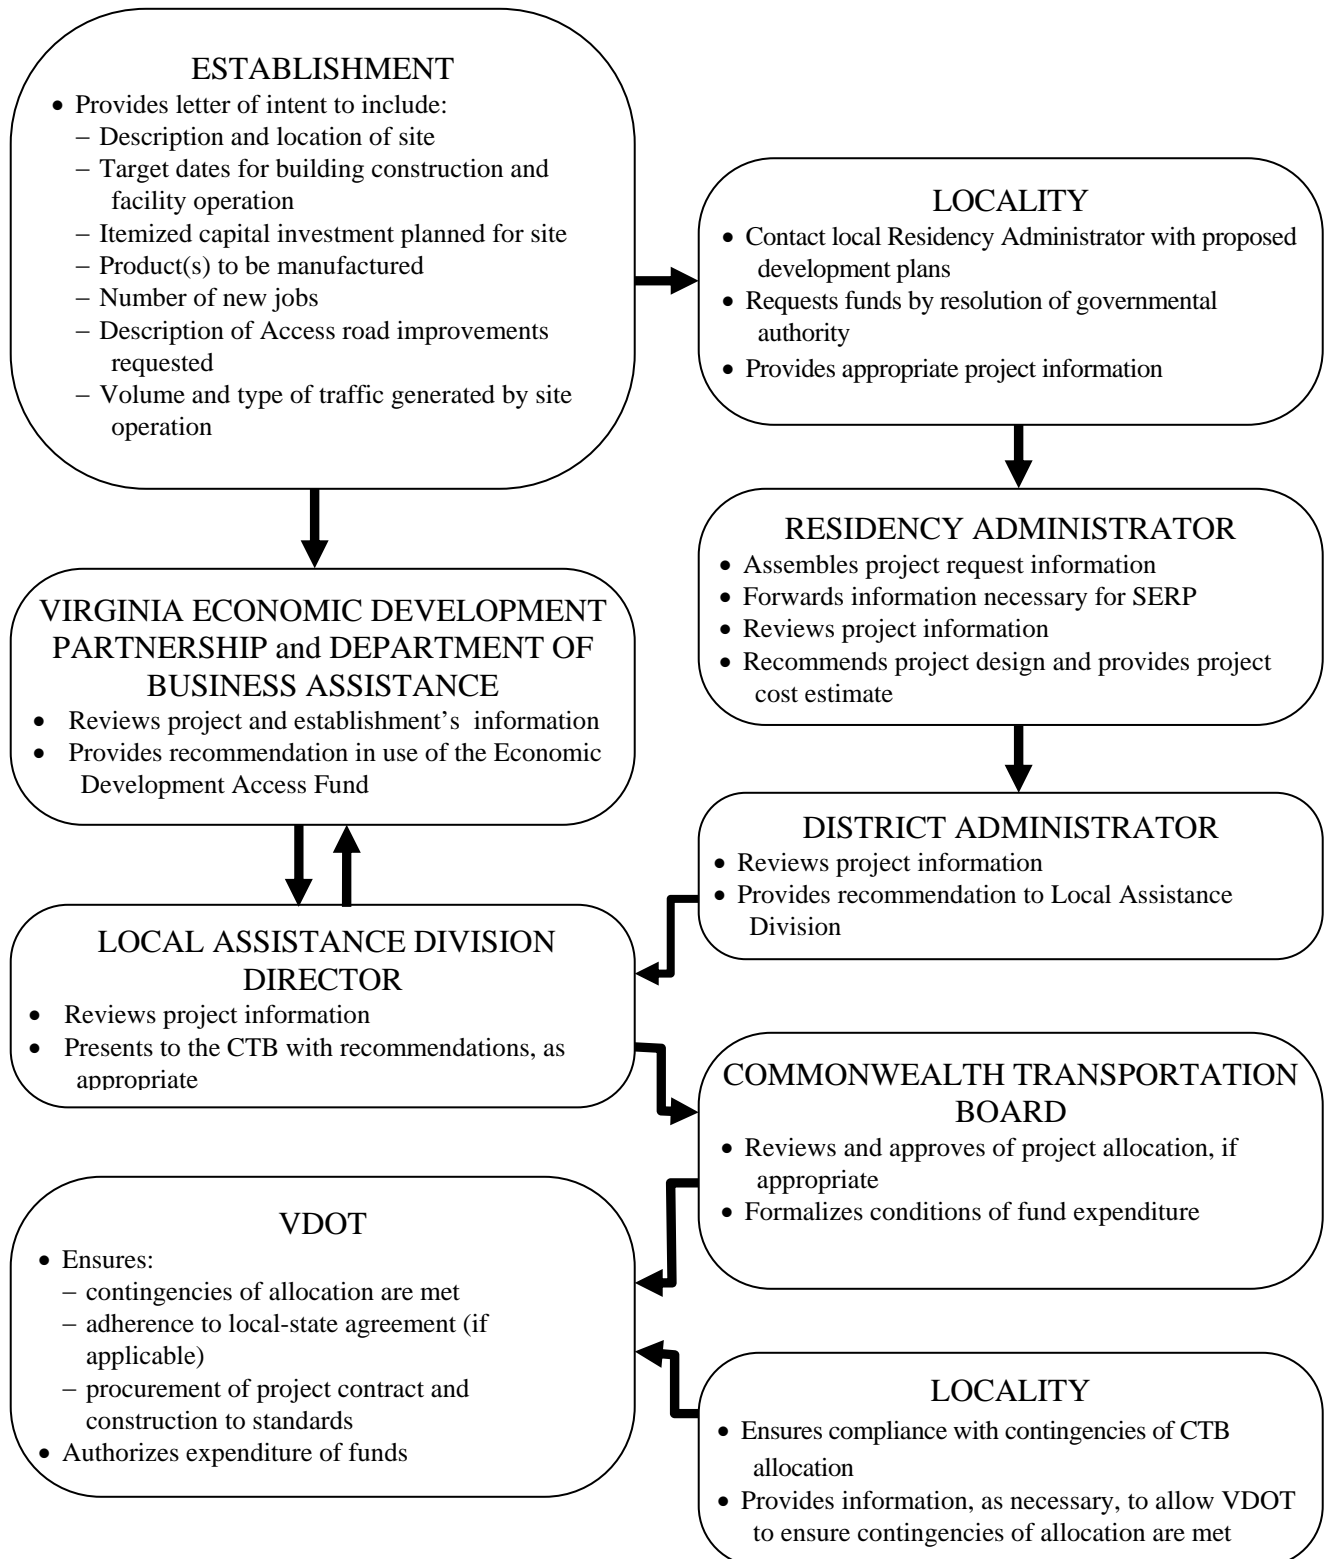 ESTABLISHMENT
• Provides letter of intent to include:
– Description and location of site
– Target dates for building construction and
facility operation
– Itemized capital investment planned for site
– Product(s) to be manufactured
– Number of new jobs
– Description of Access road improvements
requested
– Volume and type of traffic generated by site
operation
LOCALITY
• Contact local Residency Administrator with proposed
development plans
• Requests funds by resolution of governmental
authority
• Provides appropriate project information
RESIDENCY ADMINISTRATOR
• Assembles project request information
• Forwards information necessary for SERP
• Reviews project information
• Recommends project design and provides project
cost estimate
VIRGINIA ECONOMIC DEVELOPMENT
PARTNERSHIP and DEPARTMENT OF
BUSINESS ASSISTANCE
• Reviews project and establishment’s information
• Provides recommendation in use of the Economic
Development Access Fund
DISTRICT ADMINISTRATOR
• Reviews project information
• Provides recommendation to Local Assistance
Division
LOCAL ASSISTANCE DIVISION
DIRECTOR
• Reviews project information
• Presents to the CTB with recommendations, as
appropriate
COMMONWEALTH TRANSPORTATION
BOARD
• Reviews and approves of project allocation, if
appropriate
• Formalizes conditions of fund expenditure
VDOT
• Ensures:
– contingencies of allocation are met
– adherence to local-state agreement (if
applicable)
– procurement of project contract and
construction to standards
• Authorizes expenditure of funds
LOCALITY
• Ensures compliance with contingencies of CTB
allocation
• Provides information, as necessary, to allow VDOT
to ensure contingencies of allocation are met